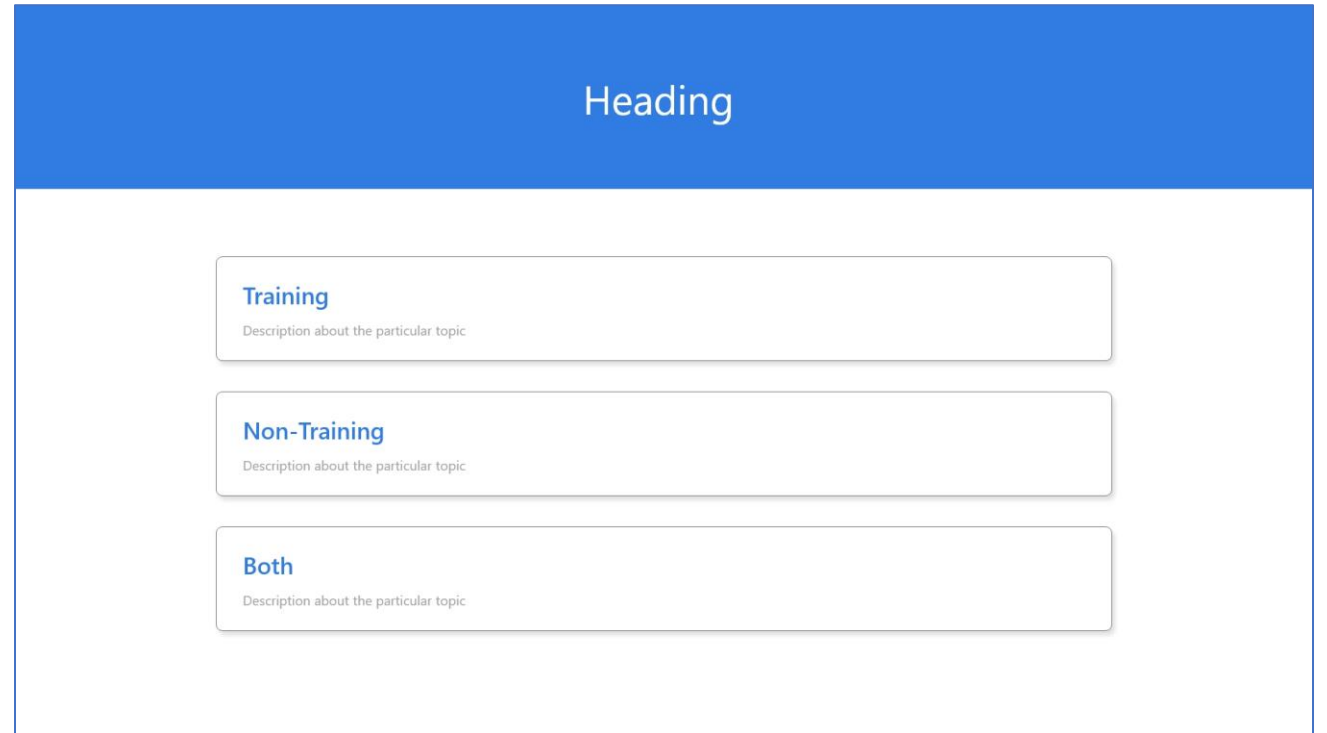 Heading
Training
Description about the particular topic
Non-Training
Description about the particular topic
Both
Description about the particular topic